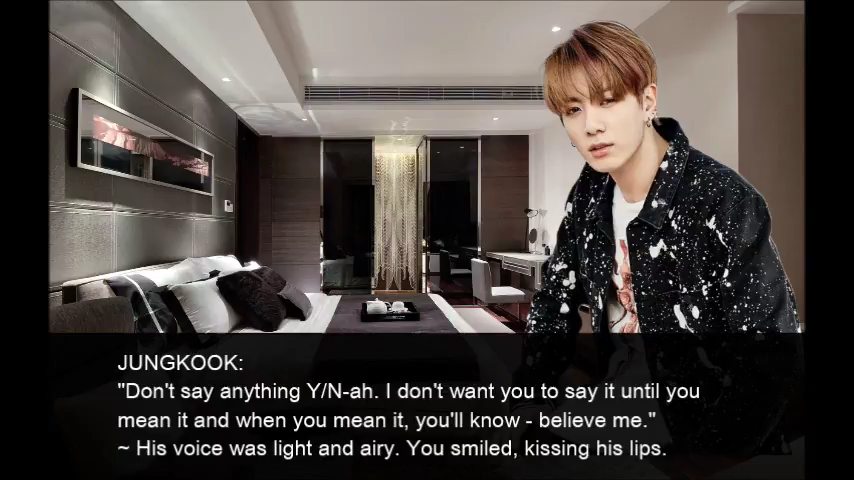 JUNGKOOK:
"Don't say anything Y/N-ah. I don't want you to say it until you
mean it and when you mean it, you'll know - believe me."
~ His voice was light and airy. You smiled, kissing his lips.